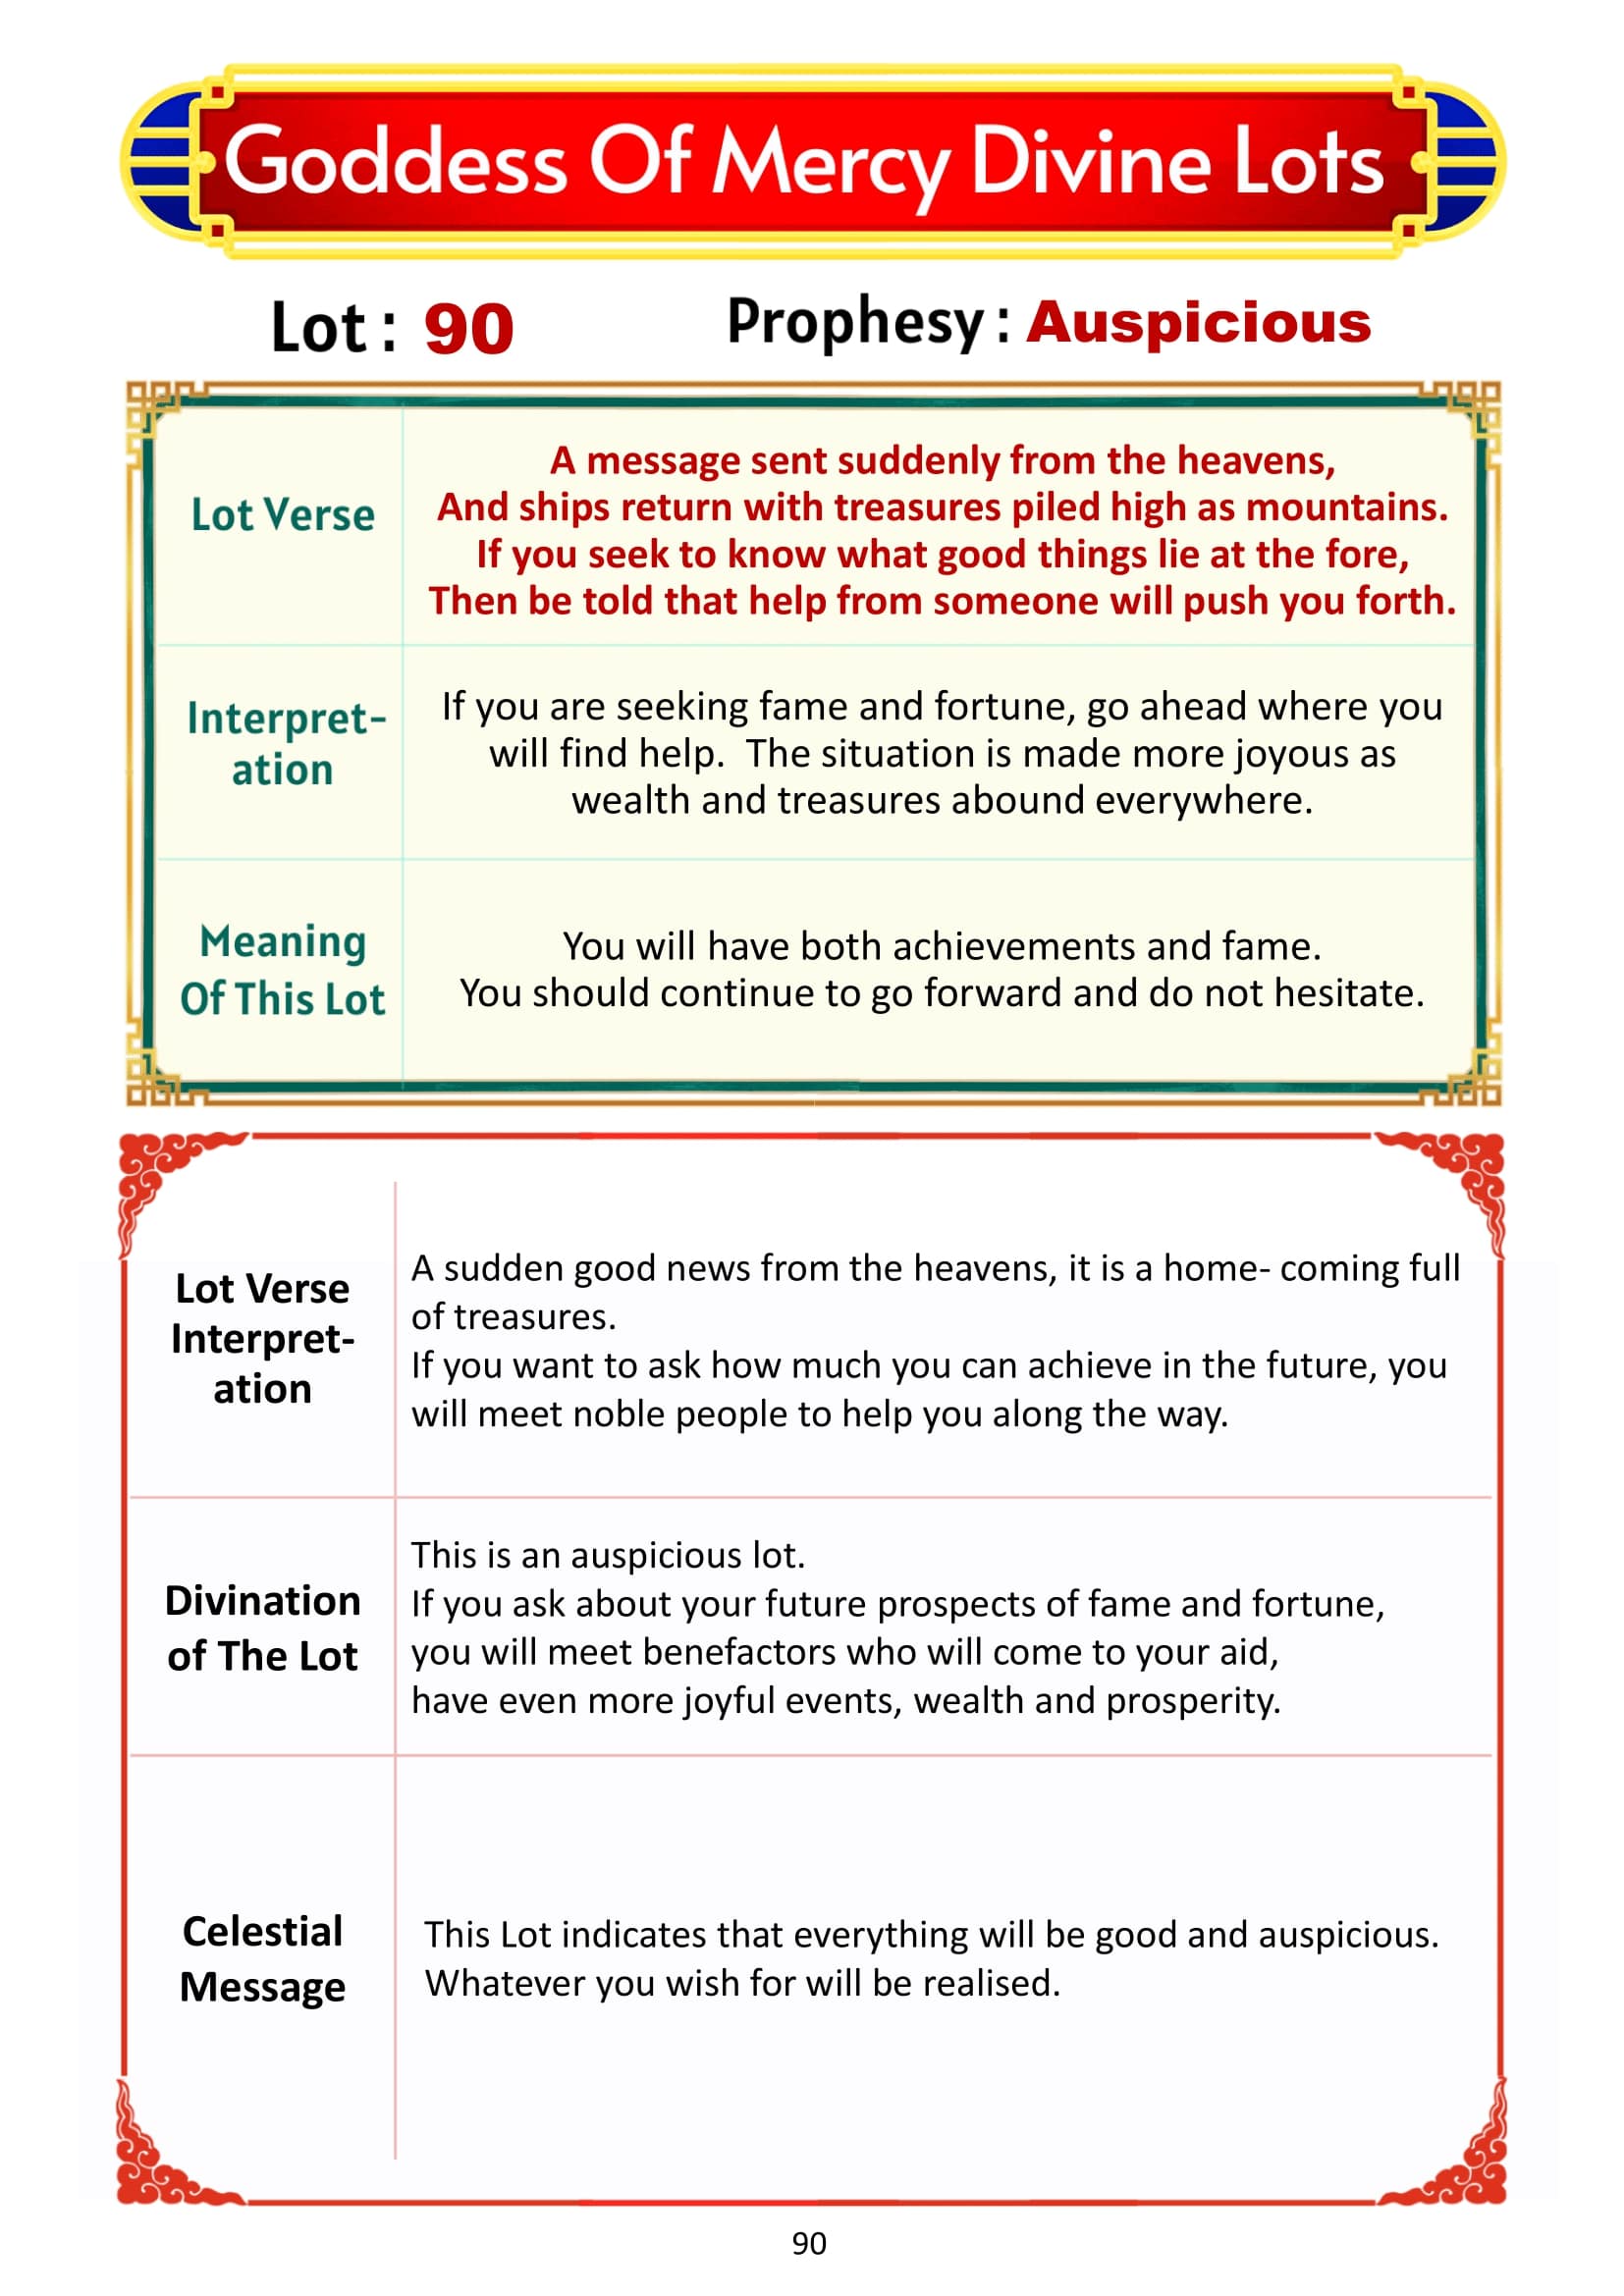 Goddess Of Mercy Divine Lots
Lot : 90
Prophesy : Auspicious
Lot Verse
A message sent suddenly from the heavens,
And ships return with treasures piled high as mountains.
If you seek to know what good things lie at the fore,
Then be told that help from someone will push you forth.
Interpret-
ation
If you are seeking fame and fortune, go ahead where you
will find help.  The situation is made more joyous as
wealth and treasures abound everywhere.
Meaning
Of This Lot
You will have both achievements and fame.
You should continue to go forward and do not hesitate.
Lot Verse
Interpret-
ation
A sudden good news from the heavens, it is a home- coming full
of treasures.
If you want to ask how much you can achieve in the future, you
will meet noble people to help you along the way.
Divination
of The Lot
This is an auspicious lot.
If you ask about your future prospects of fame and fortune,
you will meet benefactors who will come to your aid,
have even more joyful events, wealth and prosperity.
Celestial
Message
This Lot indicates that everything will be good and auspicious.
Whatever you wish for will be realised.
90